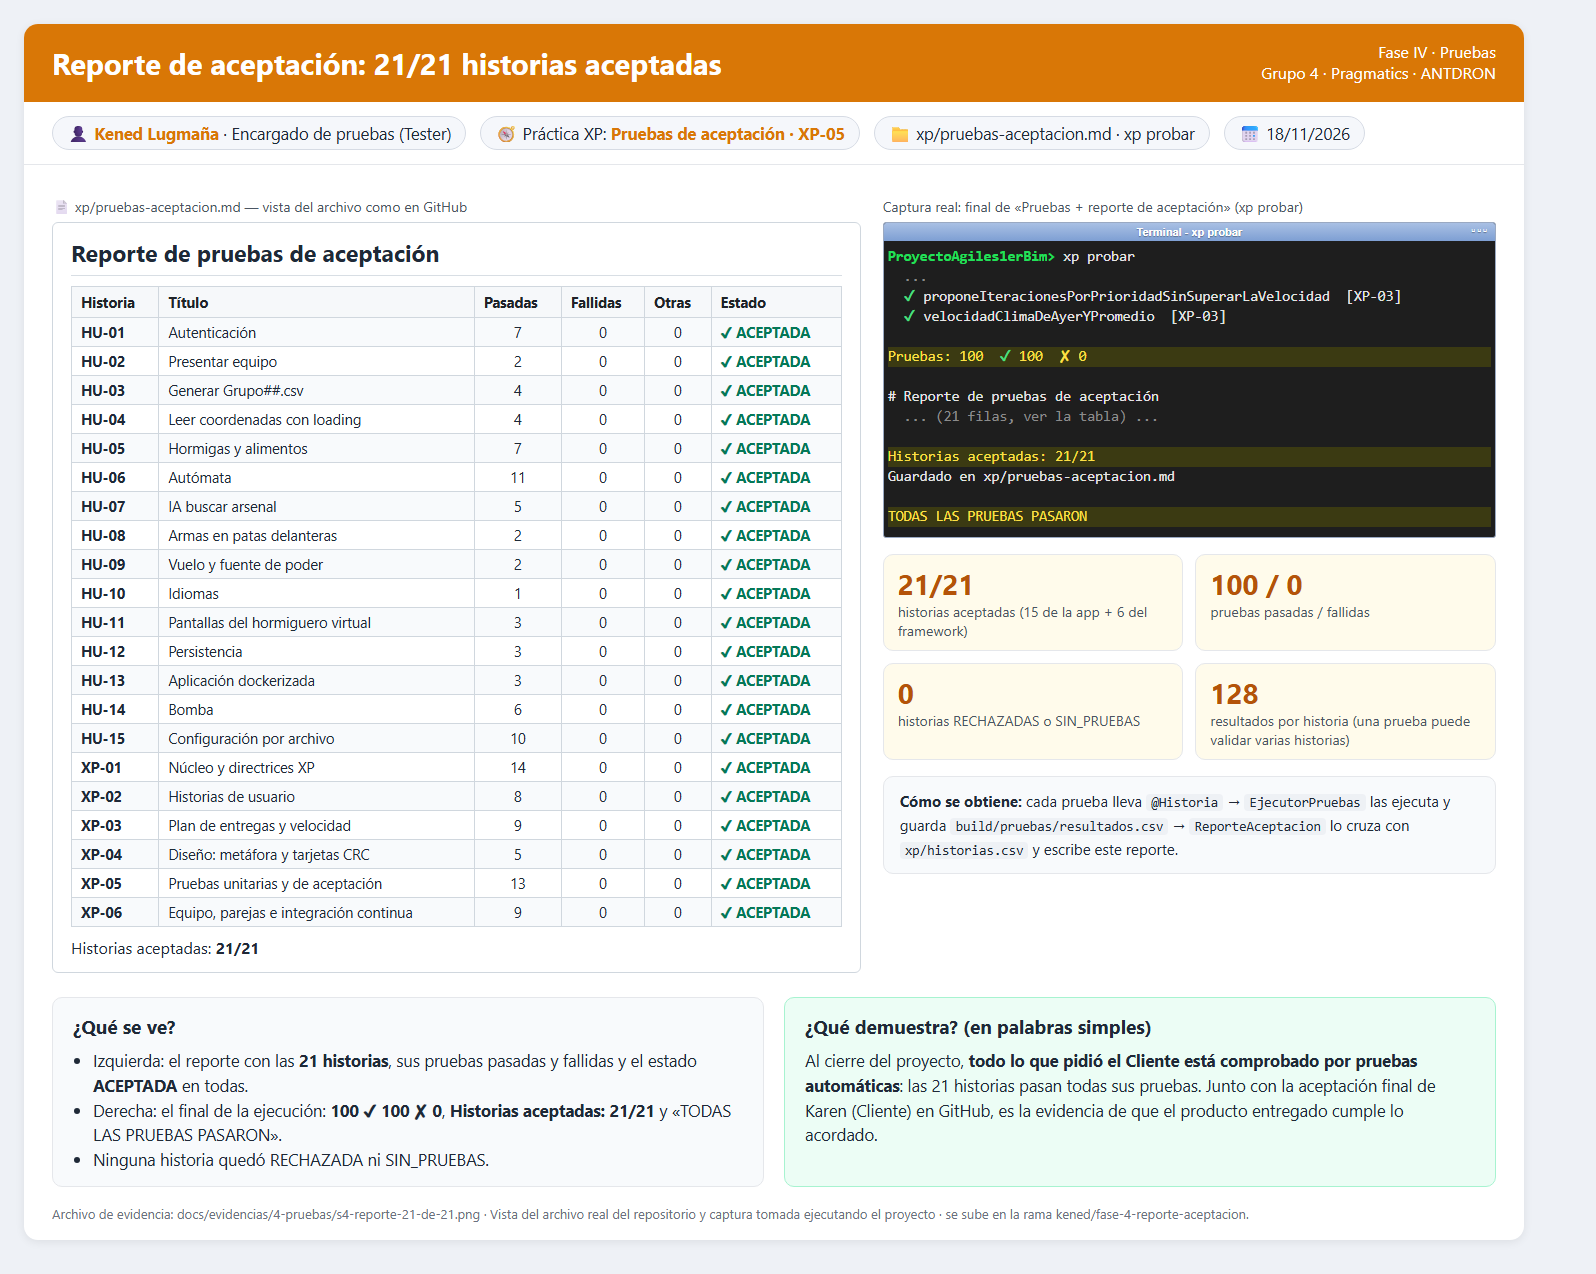 Reporte de aceptación: 21/21 historias aceptadas
Fase IV · Pruebas
Grupo 4 · Pragmatics · ANTDRON
Kened Lugmaña · Encargado de pruebas (Tester)
Práctica XP: Pruebas de aceptación · XP-05
xp/pruebas-aceptacion.md · xp probar
18/11/2026
xp/pruebas-aceptacion.md — vista del archivo como en GitHub
Reporte de pruebas de aceptación
Historia Título Pasadas Fallidas Otras Estado
HU-01 Autenticación 7 0 0 ✔ ACEPTADA
HU-02 Presentar equipo 2 0 0 ✔ ACEPTADA
HU-03 Generar Grupo##.csv 4 0 0 ✔ ACEPTADA
HU-04 Leer coordenadas con loading 4 0 0 ✔ ACEPTADA
HU-05 Hormigas y alimentos 7 0 0 ✔ ACEPTADA
HU-06 Autómata 11 0 0 ✔ ACEPTADA
HU-07 IA buscar arsenal 5 0 0 ✔ ACEPTADA
HU-08 Armas en patas delanteras 2 0 0 ✔ ACEPTADA
HU-09 Vuelo y fuente de poder 2 0 0 ✔ ACEPTADA
HU-10 Idiomas 1 0 0 ✔ ACEPTADA
HU-11 Pantallas del hormiguero virtual 3 0 0 ✔ ACEPTADA
HU-12 Persistencia 3 0 0 ✔ ACEPTADA
HU-13 Aplicación dockerizada 3 0 0 ✔ ACEPTADA
HU-14 Bomba 6 0 0 ✔ ACEPTADA
HU-15 Configuración por archivo 10 0 0 ✔ ACEPTADA
XP-01 Núcleo y directrices XP 14 0 0 ✔ ACEPTADA
XP-02 Historias de usuario 8 0 0 ✔ ACEPTADA
XP-03 Plan de entregas y velocidad 9 0 0 ✔ ACEPTADA
XP-04 Diseño: metáfora y tarjetas CRC 5 0 0 ✔ ACEPTADA
XP-05 Pruebas unitarias y de aceptación 13 0 0 ✔ ACEPTADA
XP-06 Equipo, parejas e integración continua 9 0 0 ✔ ACEPTADA
Historias aceptadas: 21/21
Captura real: final de «Pruebas + reporte de aceptación» (xp probar)
Terminal - xp probar
ProyectoAgiles1erBim> xp probar
...
✔ proponeIteracionesPorPrioridadSinSuperarLaVelocidad [XP-03]
✔ velocidadClimaDeAyerYPromedio [XP-03]
Pruebas: 100 ✔ 100 ✘ 0
# Reporte de pruebas de aceptación
... (21 filas, ver la tabla) ...
Historias aceptadas: 21/21
Guardado en xp/pruebas-aceptacion.md
TODAS LAS PRUEBAS PASARON
21/21
historias aceptadas (15 de la app + 6 del
framework)
100 / 0
pruebas pasadas / fallidas
0
historias RECHAZADAS o SIN_PRUEBAS
128
resultados por historia (una prueba puede
validar varias historias)
Cómo se obtiene: cada prueba lleva @Historia → EjecutorPruebas las ejecuta y
guarda build/pruebas/resultados.csv → ReporteAceptacion lo cruza con
xp/historias.csv y escribe este reporte.
¿Qué se ve?
• Izquierda: el reporte con las 21 historias, sus pruebas pasadas y fallidas y el estado
ACEPTADA en todas.
• Derecha: el final de la ejecución: 100 ✔ 100 ✘ 0, Historias aceptadas: 21/21 y «TODAS
LAS PRUEBAS PASARON».
• Ninguna historia quedó RECHAZADA ni SIN_PRUEBAS.
¿Qué demuestra? (en palabras simples)
Al cierre del proyecto, todo lo que pidió el Cliente está comprobado por pruebas
automáticas: las 21 historias pasan todas sus pruebas. Junto con la aceptación final de
Karen (Cliente) en GitHub, es la evidencia de que el producto entregado cumple lo
acordado.
Archivo de evidencia: docs/evidencias/4-pruebas/s4-reporte-21-de-21.png · Vista del archivo real del repositorio y captura tomada ejecutando el proyecto · se sube en la rama kened/fase-4-reporte-aceptacion.